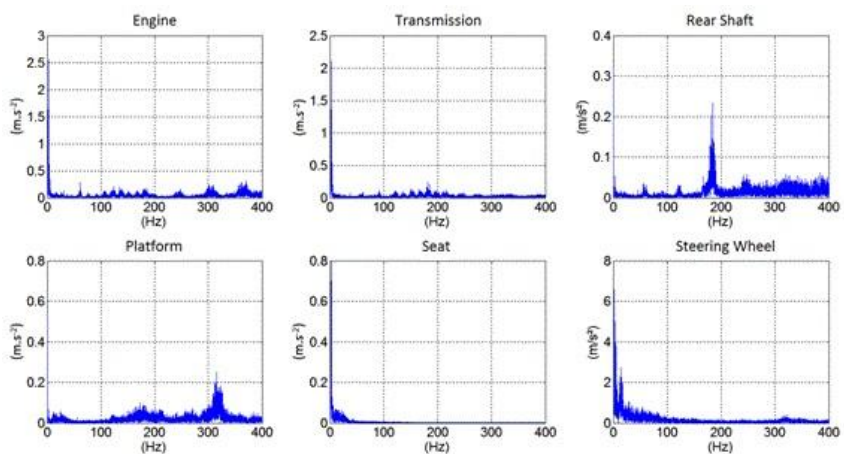 Engine
3
2.5
2
1.5
1
0.5
0
(m.s⁻²)
0 100 200 300 400
(Hz)
Transmission
2.5
2
1.5
1
0.5
0
(m.s⁻²)
0 100 200 300 400
(Hz)
Rear Shaft
0.4
0.3
0.2
0.1
0
(m/s²)
0 100 200 300 400
(Hz)
Platform
0.8
0.6
0.4
0.2
0
(m.s⁻²)
0 100 200 300 400
(Hz)
Seat
0.8
0.6
0.4
0.2
0
(m.s⁻²)
0 100 200 300 400
(Hz)
Steering Wheel
8
6
4
2
0
(m/s²)
0 100 200 300 400
(Hz)